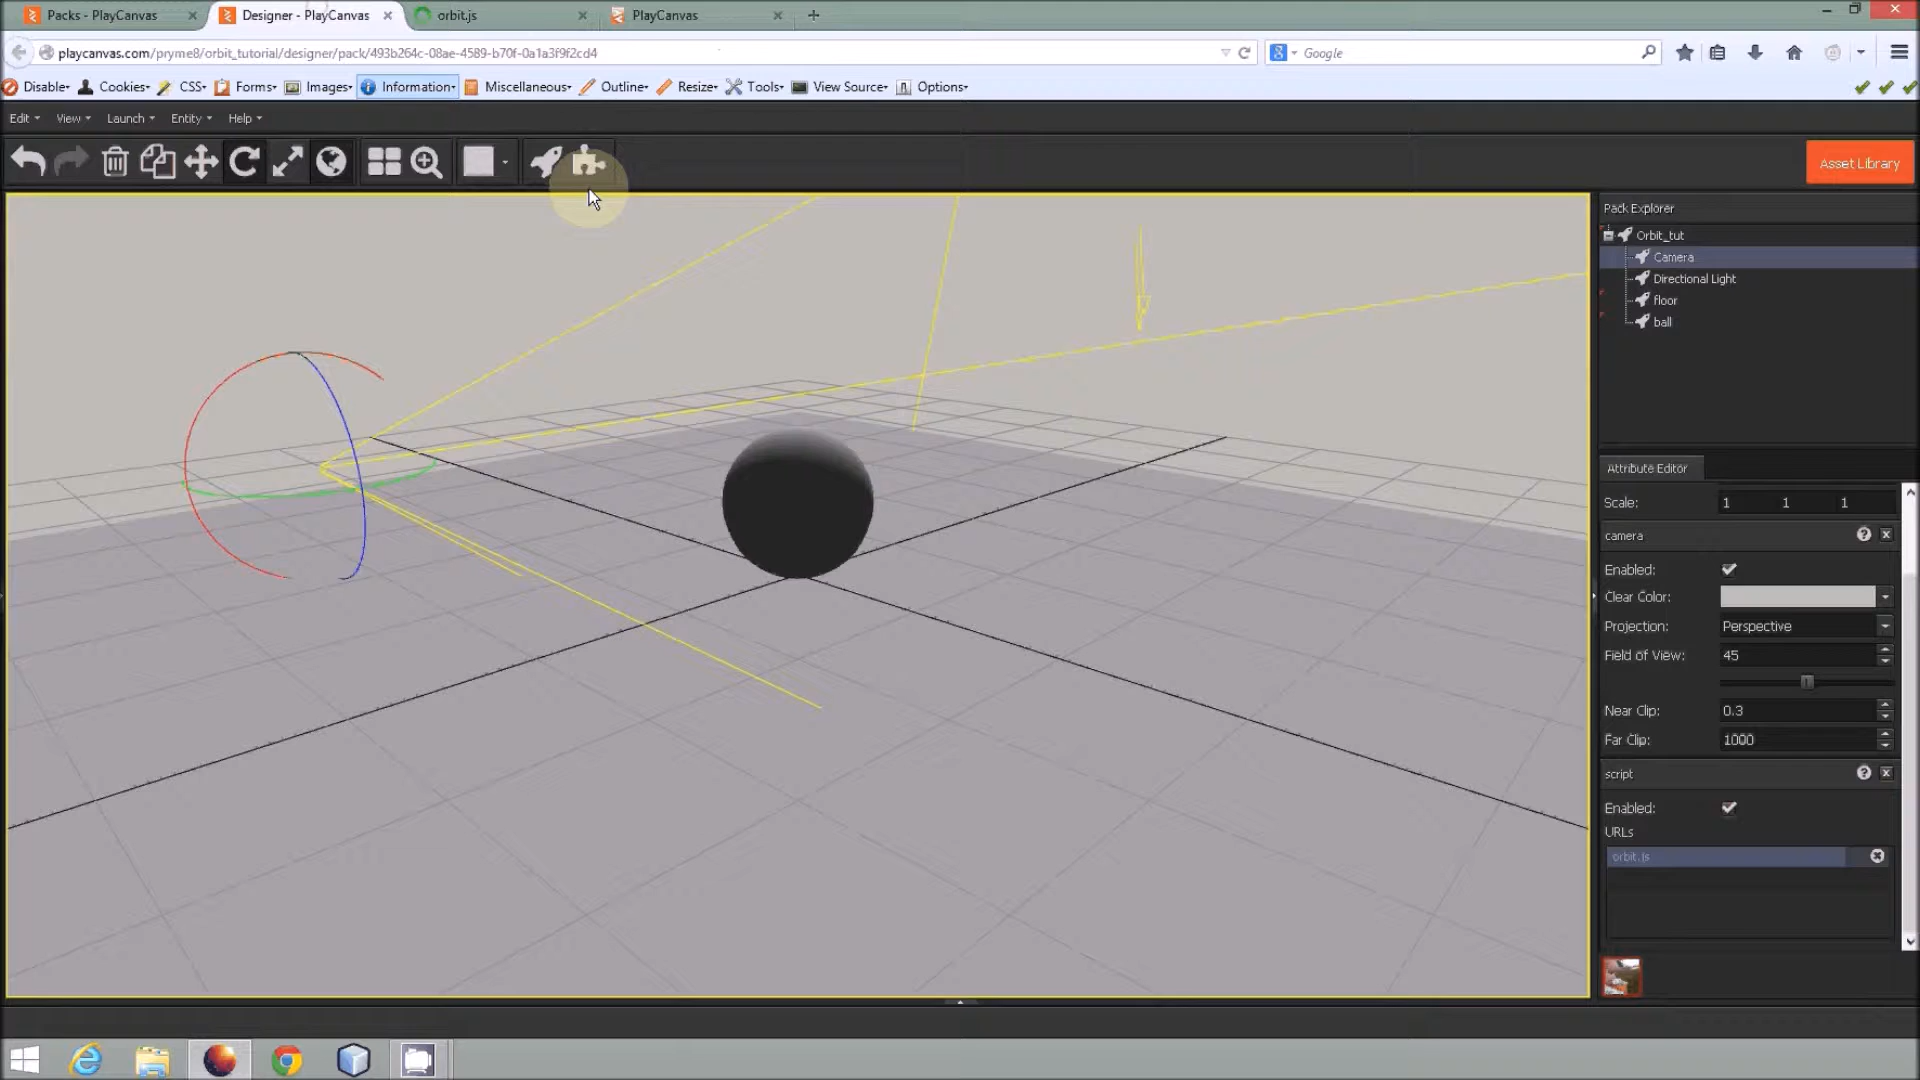 Packs - PlayCanvas
Designer - PlayCanvas
orbit.js
PlayCanvas
playcanvas.com/pryme8/orbit_tutorial/designer/pack/493b264c-08ae-4589-b70f-0a1a3f9f2cd4
Google
Disable
Cookies
CSS
Forms
Images
Information
Miscellaneous
Outline
Resize
Tools
View Source
Options
Edit
View
Launch
Entity
Help
Asset Library
Pack Explorer
Orbit_tut
Camera
Directional Light
floor
ball
Attribute Editor
Scale: 1 1 1
camera
Enabled:
Clear Color:
Projection: Perspective
Field of View: 45
Near Clip: 0.3
Far Clip: 1000
script
Enabled:
URLs
orbit.js